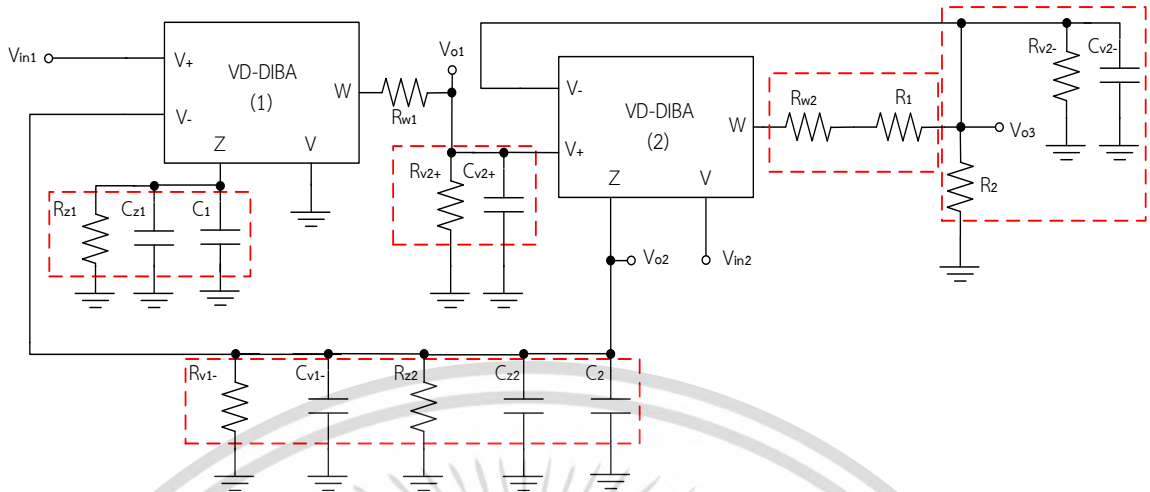 Vin1
V+
V-
VD-DIBA
(1)
W
Z
V
Rw1
Vo1
Rz1
Cz1
C1
Rv2+
Cv2+
V-
V+
VD-DIBA
(2)
W
Z
V
Rw2
R1
Rv2-
Cv2-
Vo3
R2
Vo2
Vin2
Rv1-
Cv1-
Rz2
Cz2
C2